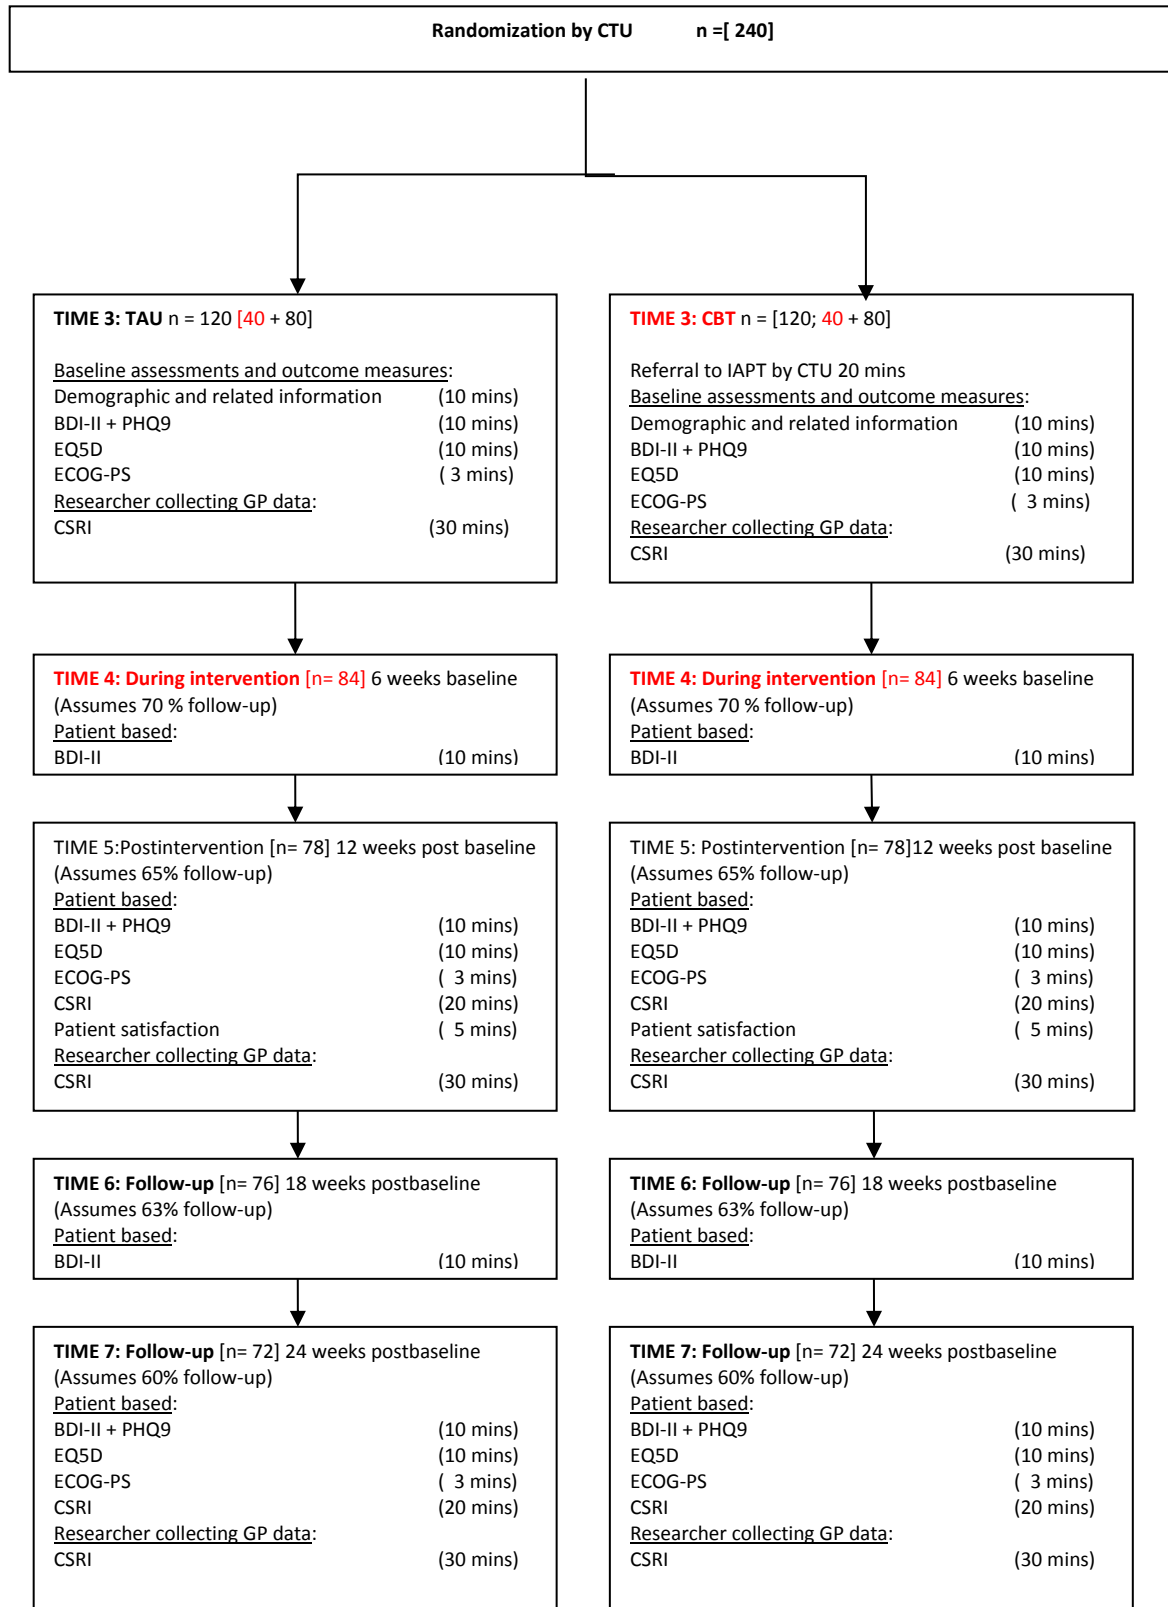 Randomization by CTU n =[ 240]
TIME 3: TAU n = 120 [40 + 80]
Baseline assessments and outcome measures:
Demographic and related information (10 mins)
BDI-II + PHQ9 (10 mins)
EQ5D (10 mins)
ECOG-PS ( 3 mins)
Researcher collecting GP data:
CSRI (30 mins)
TIME 3: CBT n = [120; 40 + 80]
Referral to IAPT by CTU 20 mins
Baseline assessments and outcome measures:
Demographic and related information (10 mins)
BDI-II + PHQ9 (10 mins)
EQ5D (10 mins)
ECOG-PS ( 3 mins)
Researcher collecting GP data:
CSRI (30 mins)
TIME 4: During intervention [n= 84] 6 weeks baseline
(Assumes 70 % follow-up)
Patient based:
BDI-II (10 mins)
TIME 4: During intervention [n= 84] 6 weeks baseline
(Assumes 70 % follow-up)
Patient based:
BDI-II (10 mins)
TIME 5:Postintervention [n= 78] 12 weeks post baseline
(Assumes 65% follow-up)
Patient based:
BDI-II + PHQ9 (10 mins)
EQ5D (10 mins)
ECOG-PS ( 3 mins)
CSRI (20 mins)
Patient satisfaction ( 5 mins)
Researcher collecting GP data:
CSRI (30 mins)
TIME 5: Postintervention [n= 78]12 weeks post baseline
(Assumes 65% follow-up)
Patient based:
BDI-II + PHQ9 (10 mins)
EQ5D (10 mins)
ECOG-PS ( 3 mins)
CSRI (20 mins)
Patient satisfaction ( 5 mins)
Researcher collecting GP data:
CSRI (30 mins)
TIME 6: Follow-up [n= 76] 18 weeks postbaseline
(Assumes 63% follow-up)
Patient based:
BDI-II (10 mins)
TIME 6: Follow-up [n= 76] 18 weeks postbaseline
(Assumes 63% follow-up)
Patient based:
BDI-II (10 mins)
TIME 7: Follow-up [n= 72] 24 weeks postbaseline
(Assumes 60% follow-up)
Patient based:
BDI-II + PHQ9 (10 mins)
EQ5D (10 mins)
ECOG-PS ( 3 mins)
CSRI (20 mins)
Researcher collecting GP data:
CSRI (30 mins)
TIME 7: Follow-up [n= 72] 24 weeks postbaseline
(Assumes 60% follow-up)
Patient based:
BDI-II + PHQ9 (10 mins)
EQ5D (10 mins)
ECOG-PS ( 3 mins)
CSRI (20 mins)
Researcher collecting GP data:
CSRI (30 mins)